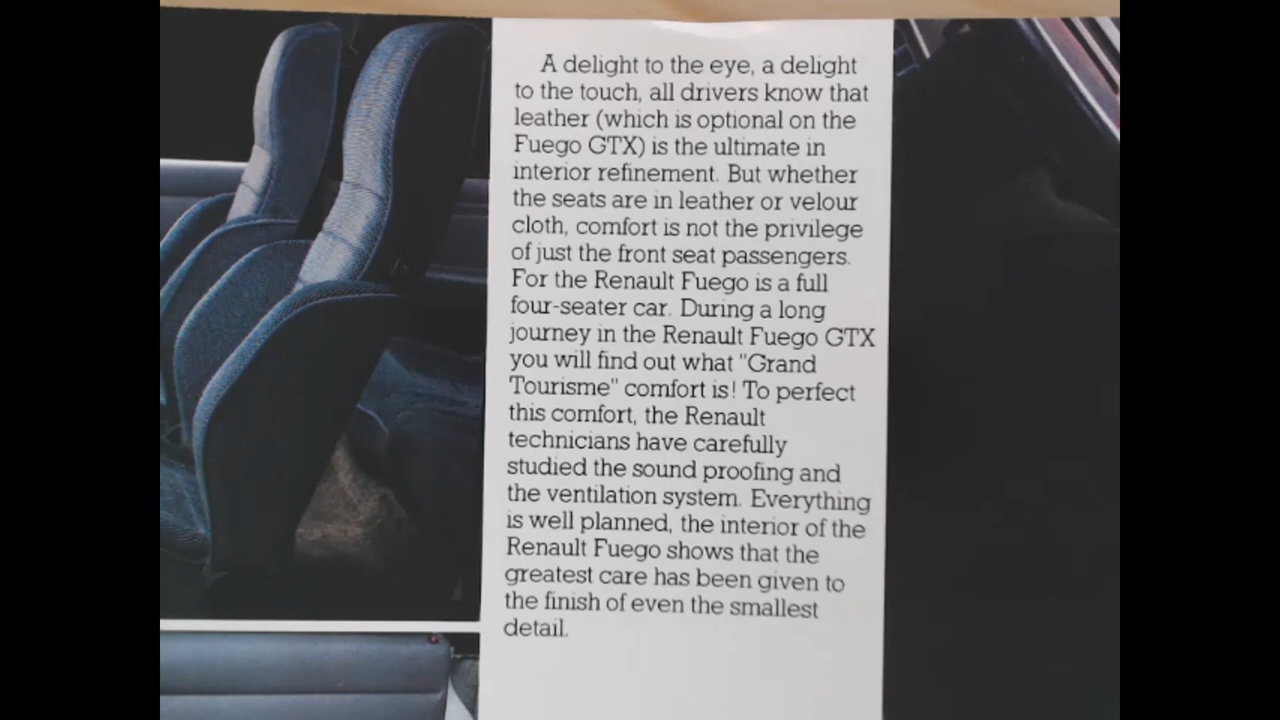 A delight to the eye, a delight
to the touch, all drivers know that
leather (which is optional on the
Fuego GTX) is the ultimate in
interior refinement. But whether
the seats are in leather or velour
cloth, comfort is not the privilege
of just the front seat passengers.
For the Renault Fuego is a full
four-seater car. During a long
journey in the Renault Fuego GTX
you will find out what "Grand
Tourisme" comfort is! To perfect
this comfort, the Renault
technicians have carefully
studied the sound proofing and
the ventilation system. Everything
is well planned, the interior of the
Renault Fuego shows that the
greatest care has been given to
the finish of even the smallest
detail.